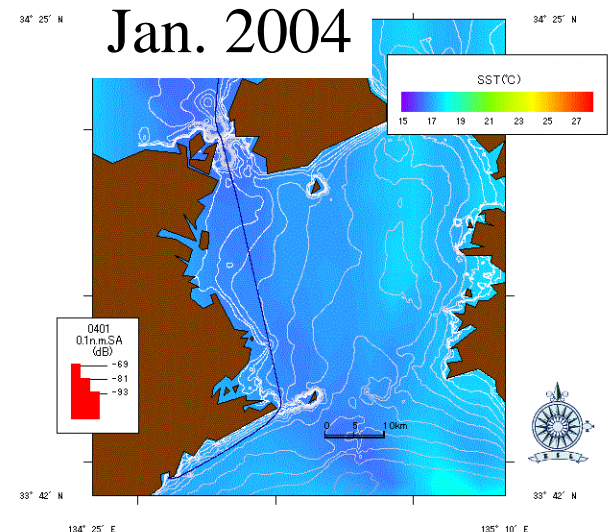 Jan. 2004
34° 25′ N
34° 25′ N
SST(℃)
15 17 19 21 23 25 27
0401
0.1n.m.SA
(dB)
-69
-81
-93
0 5 10km
33° 42′ N
33° 42′ N
134° 25′ E
135° 10′ E